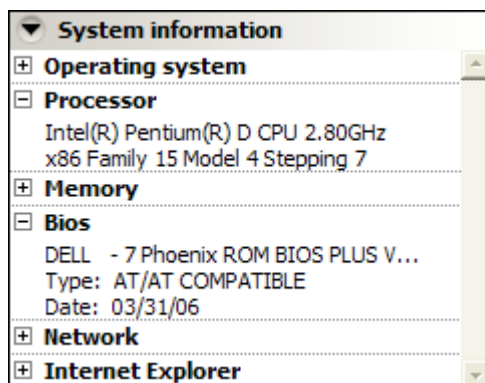 System information
Operating system
Processor
Intel(R) Pentium(R) D CPU 2.80GHz
x86 Family 15 Model 4 Stepping 7
Memory
Bios
DELL - 7 Phoenix ROM BIOS PLUS V...
Type: AT/AT COMPATIBLE
Date: 03/31/06
Network
Internet Explorer